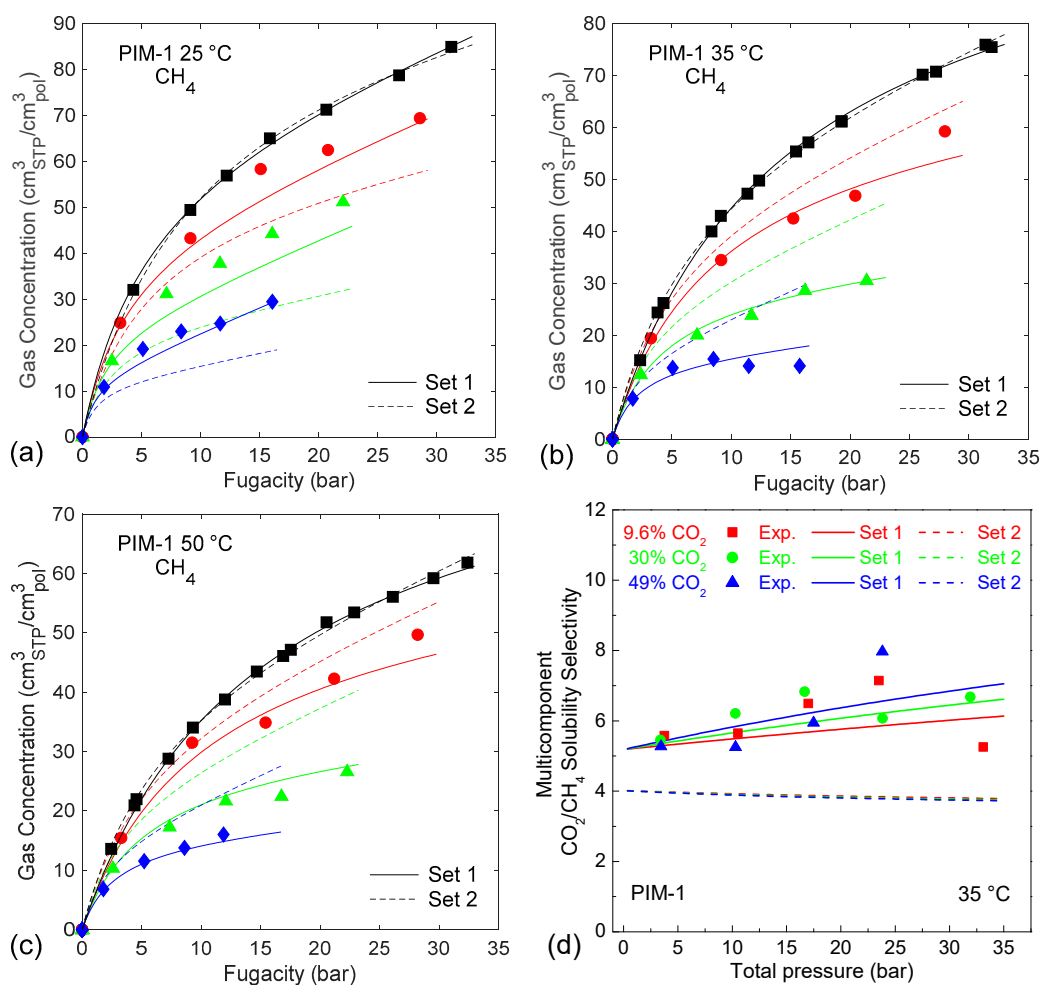 PIM-1 25 °C
CH4
Gas Concentration (cm3STP/cm3pol)
90
80
70
60
50
40
30
20
10
0
Set 1
Set 2
0 5 10 15 20 25 30 35
Fugacity (bar)
(a)
PIM-1 35 °C
CH4
Gas Concentration (cm3STP/cm3pol)
80
70
60
50
40
30
20
10
0
Set 1
Set 2
0 5 10 15 20 25 30 35
Fugacity (bar)
(b)
PIM-1 50 °C
CH4
Gas Concentration (cm3STP/cm3pol)
70
60
50
40
30
20
10
0
Set 1
Set 2
0 5 10 15 20 25 30 35
Fugacity (bar)
(c)
Multicomponent
CO2/CH4 Solubility Selectivity
12
10
8
6
4
2
0
9.6% CO2 Exp. Set 1 Set 2
30% CO2 Exp. Set 1 Set 2
49% CO2 Exp. Set 1 Set 2
PIM-1 35 °C
0 5 10 15 20 25 30 35
Total pressure (bar)
(d)